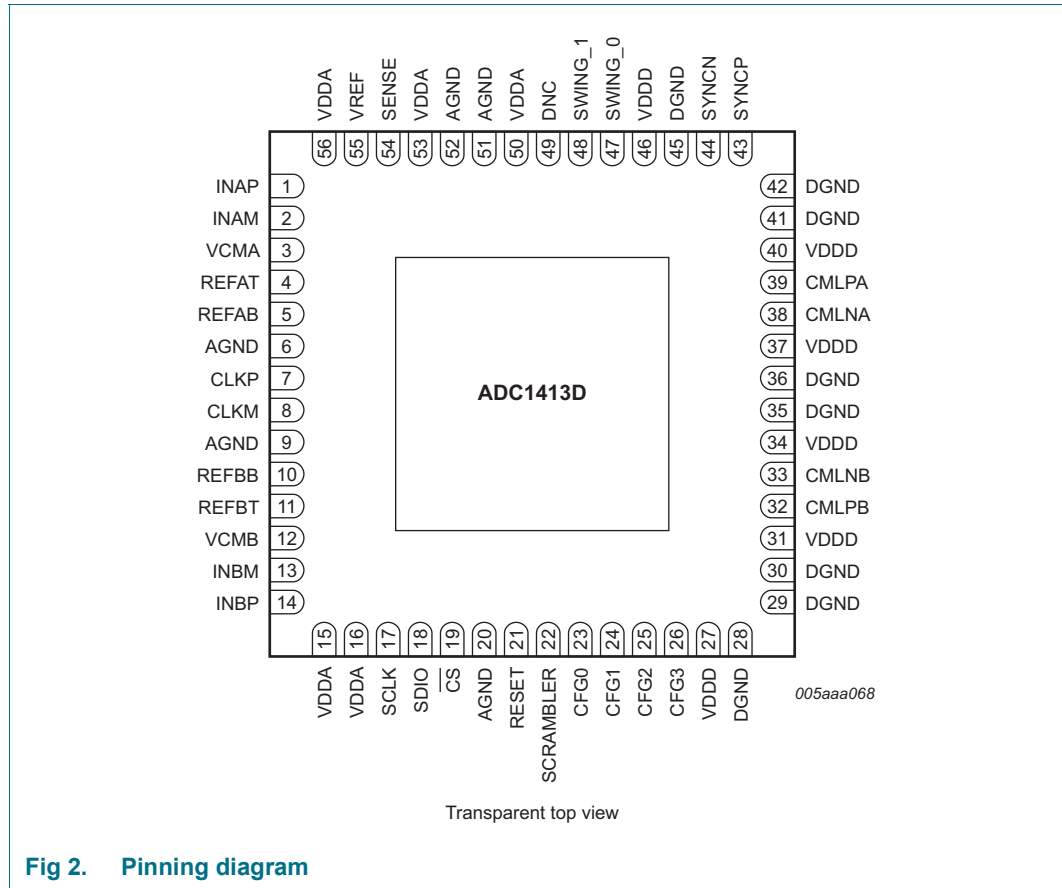 VDDA VREF SENSE VDDA AGND AGND VDDA DNC SWING_1 SWING_0 VDDD DGND SYNCN SYNCP
56 55 54 53 52 51 50 49 48 47 46 45 44 43
INAP 1 42 DGND
INAM 2 41 DGND
VCMA 3 40 VDDD
REFAT 4 39 CMLPA
REFAB 5 38 CMLNA
AGND 6 37 VDDD
CLKP 7 36 DGND
ADC1413D
CLKM 8 35 DGND
AGND 9 34 VDDD
REFBB 10 33 CMLNB
REFBT 11 32 CMLPB
VCMB 12 31 VDDD
INBM 13 30 DGND
INBP 14 29 DGND
15 16 17 18 19 20 21 22 23 24 25 26 27 28
VDDA VDDA SCLK SDIO CS AGND RESET SCRAMBLER CFG0 CFG1 CFG2 CFG3 VDDD DGND
005aaa068
Transparent top view
Fig 2. Pinning diagram